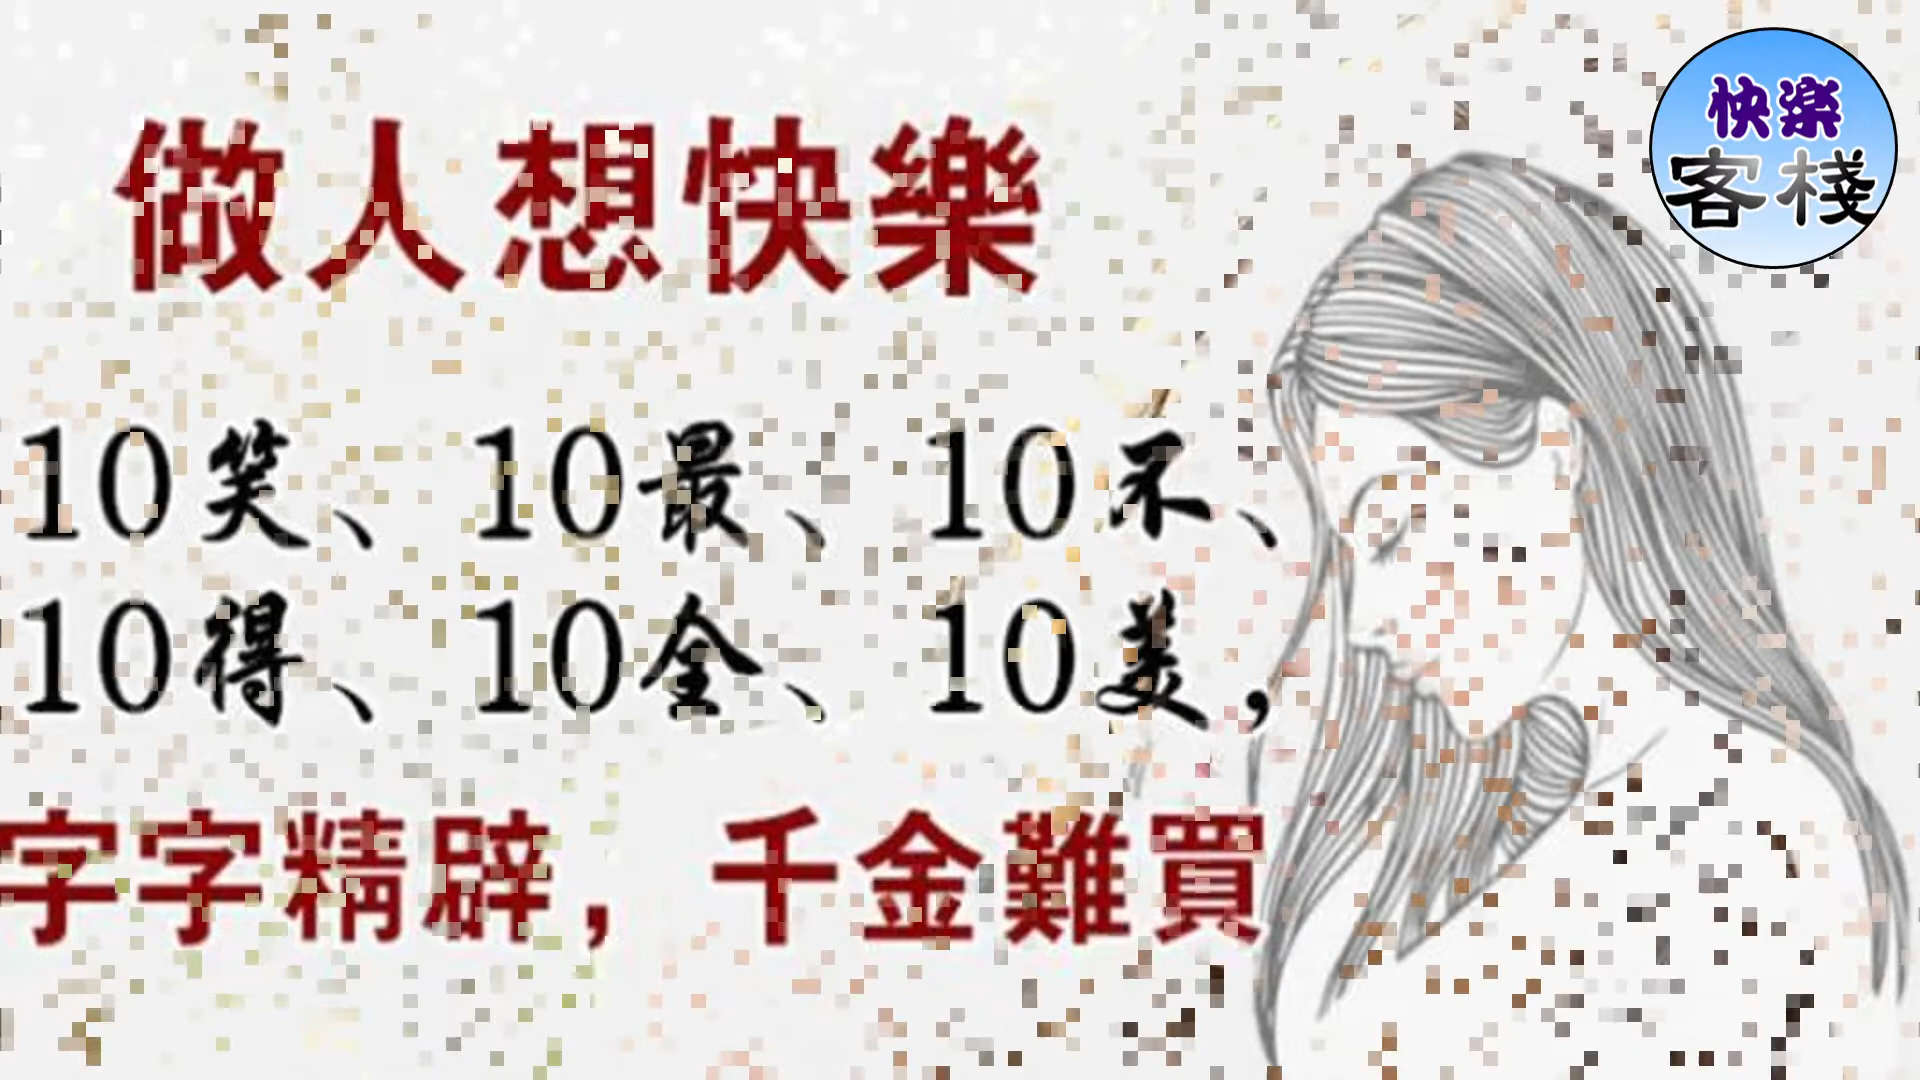 快樂
客棧
做人想快樂
10笑、10最、10不、
10得、10全、10美，
字字精辟，千金難買